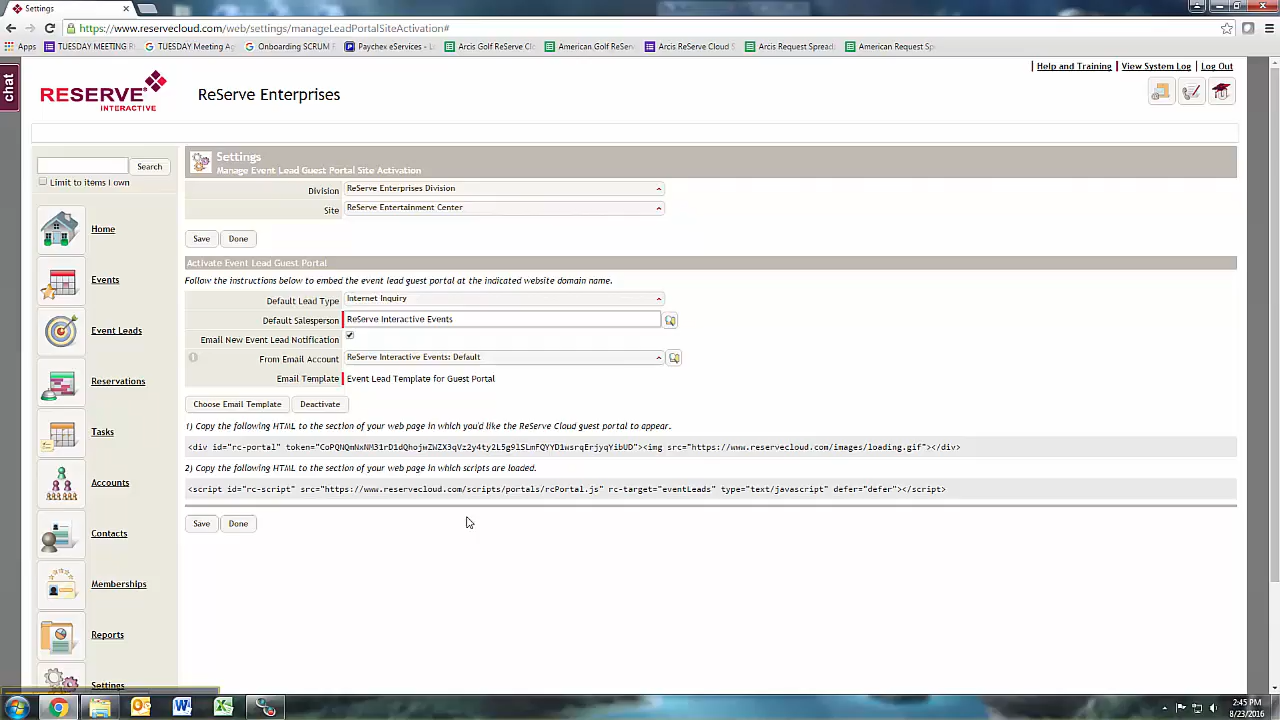 Settings
https://www.reservecloud.com/web/settings/manageLeadPortalSiteActivation#
Apps TUESDAY MEETING TUESDAY Meeting Onboarding SCRUM Paychex eServices - Arcis Golf ReServe American Golf ReServ Arcis ReServe Cloud Arcis Request Spread American Request Sp
chat
Help and Training View System Log Log Out
RESERVE
INTERACTIVE
ReServe Enterprises
Search
Limit to items I own
Home
Events
Event Leads
Reservations
Tasks
Accounts
Contacts
Memberships
Reports
Settings
Settings
Manage Event Lead Guest Portal Site Activation
Division ReServe Enterprises Division
Site ReServe Entertainment Center
Save Done
Activate Event Lead Guest Portal
Follow the instructions below to embed the event lead guest portal at the indicated website domain name.
Default Lead Type Internet Inquiry
Default Salesperson ReServe Interactive Events
Email New Event Lead Notification
From Email Account ReServe Interactive Events: Default
Email Template Event Lead Template for Guest Portal
Choose Email Template Deactivate
1) Copy the following HTML to the section of your web page in which you'd like the ReServe Cloud guest portal to appear.
<div id="rc-portal" token="CoPQNQmNxNM31rD1dQhojwZWZX3qVz2y4ty2L5g9lSLmFQYYD1wsrqErjyqYibUD"><img src="https://www.reservecloud.com/images/loading.gif"></div>
2) Copy the following HTML to the section of your web page in which scripts are loaded.
<script id="rc-script" src="https://www.reservecloud.com/scripts/portals/rcPortal.js" rc-target="eventLeads" type="text/javascript" defer="defer"></script>
Save Done
2:45 PM
8/23/2016